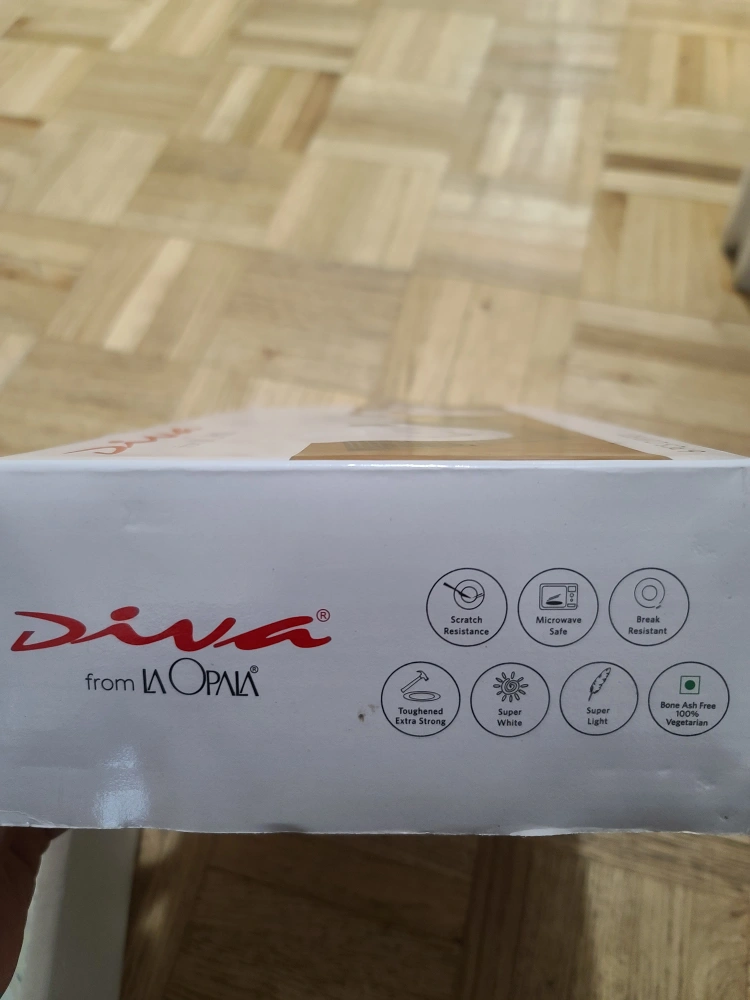 Diva®
from LA OPALA®
Scratch
Resistance
Microwave
Safe
Break
Resistant
Toughened
Extra Strong
Super
White
Super
Light
Bone Ash Free
100%
Vegetarian